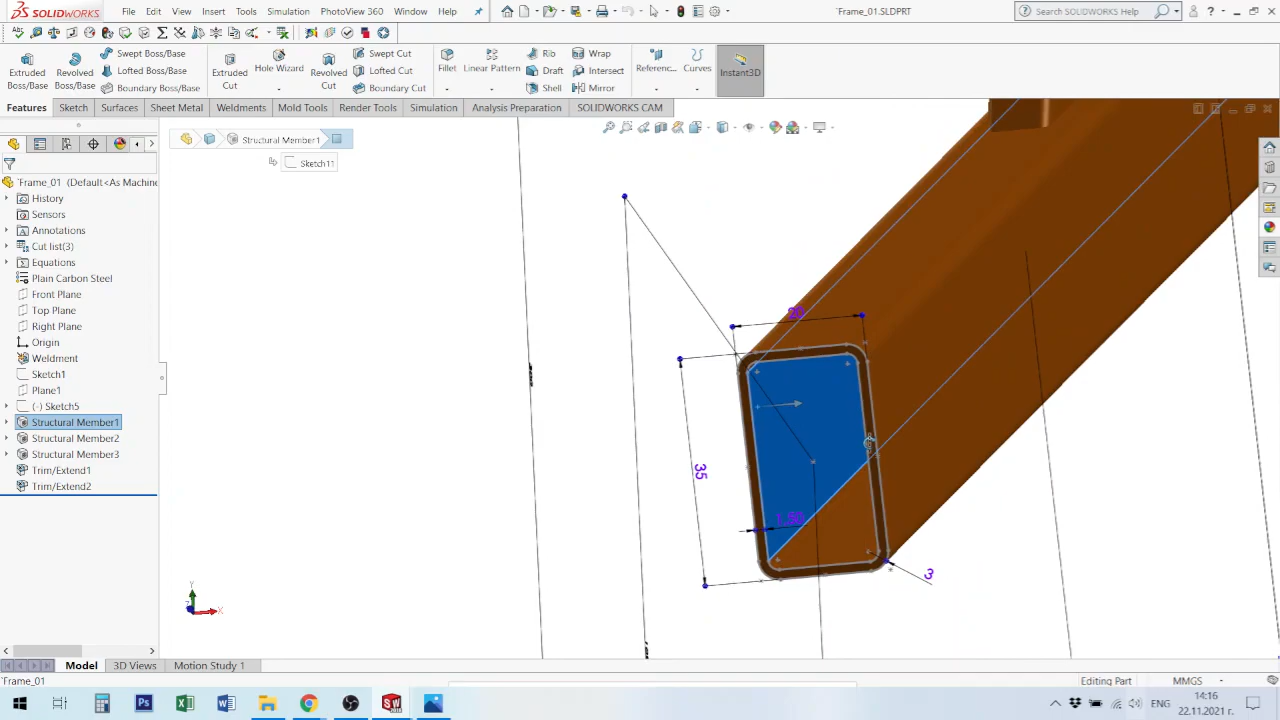 SOLIDWORKS
File Edit View Insert Tools Simulation PhotoView 360 Window Help
`Frame_01.SLDPRT
Search SOLIDWORKS Help
Extruded Boss/Base
Revolved Boss/Base
Swept Boss/Base
Lofted Boss/Base
Boundary Boss/Base
Extruded Cut
Hole Wizard
Revolved Cut
Swept Cut
Lofted Cut
Boundary Cut
Fillet
Linear Pattern
Rib
Draft
Shell
Wrap
Intersect
Mirror
Referenc...
Curves
Instant3D
Features Sketch Surfaces Sheet Metal Weldments Mold Tools Render Tools Simulation Analysis Preparation SOLIDWORKS CAM
Structural Member1
Sketch11
`Frame_01 (Default<As Machine
History
Sensors
Annotations
Cut list(3)
Equations
Plain Carbon Steel
Front Plane
Top Plane
Right Plane
Origin
Weldment
Sketch1
Plane1
(-) Sketch5
Structural Member1
Structural Member2
Structural Member3
Trim/Extend1
Trim/Extend2
20
35
1.50
3
Y
X
Model 3D Views Motion Study 1
`Frame_01
Editing Part
MMGS
ENG
14:16
22.11.2021 г.